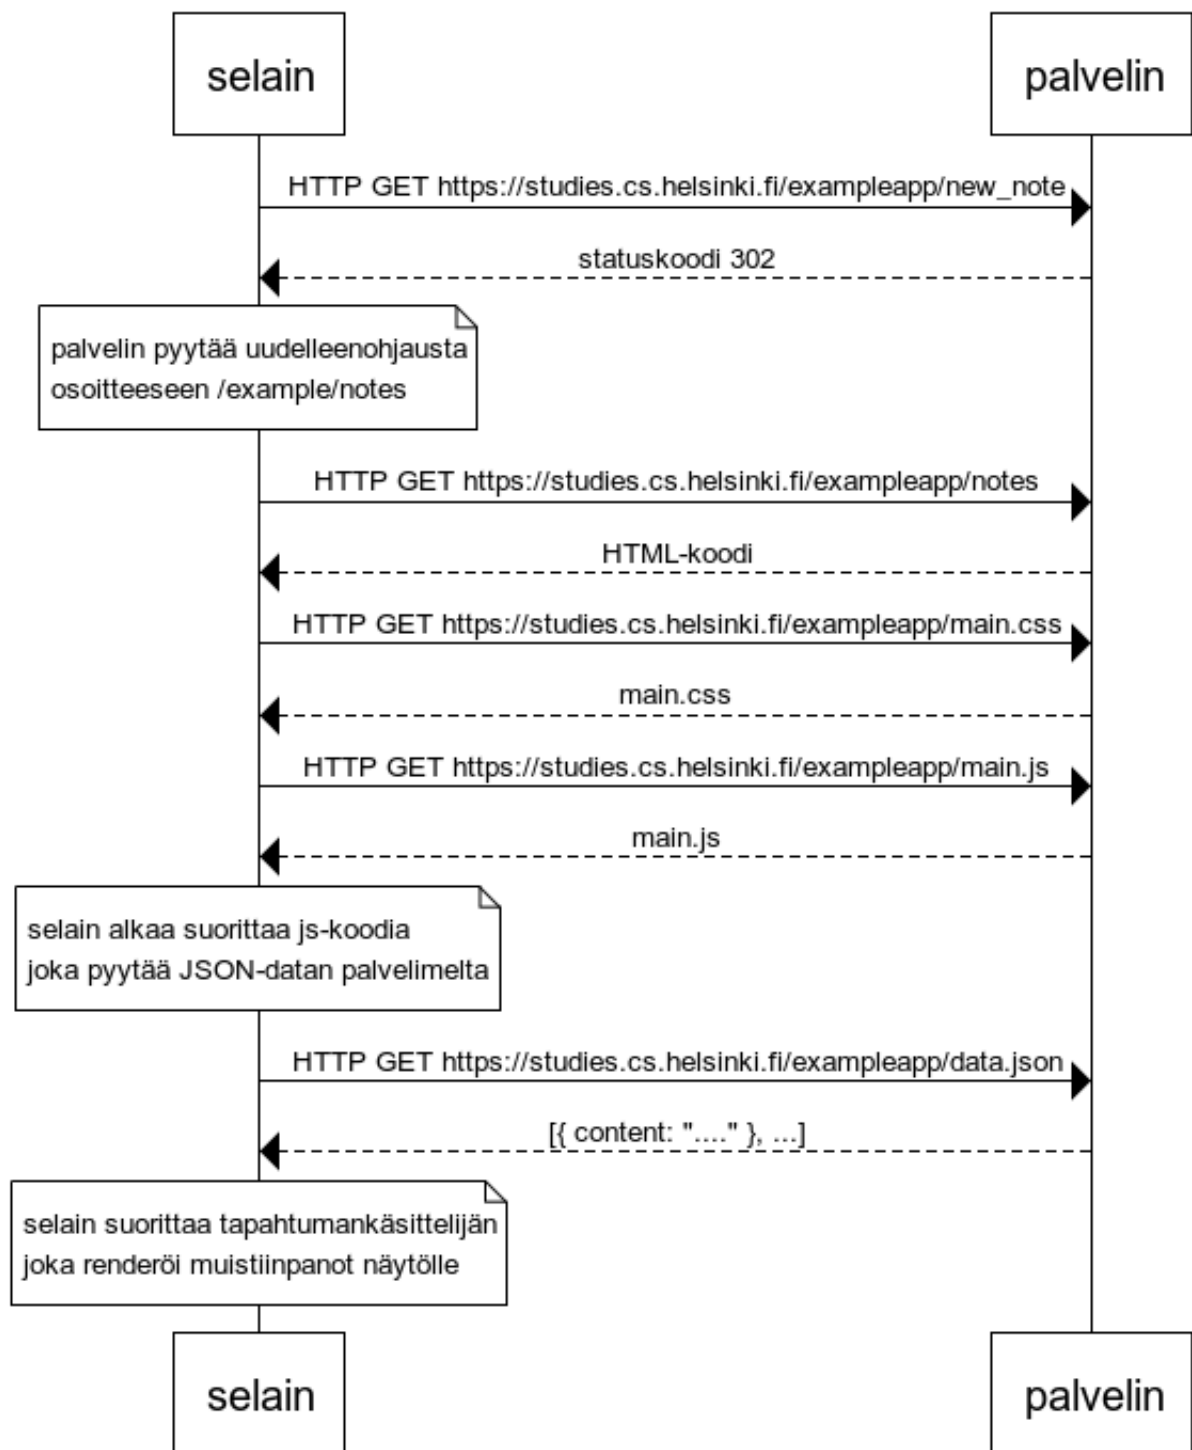 selain
palvelin
HTTP GET https://studies.cs.helsinki.fi/exampleapp/new_note
statuskoodi 302
palvelin pyytää uudelleenohjausta
osoitteeseen /example/notes
HTTP GET https://studies.cs.helsinki.fi/exampleapp/notes
HTML-koodi
HTTP GET https://studies.cs.helsinki.fi/exampleapp/main.css
main.css
HTTP GET https://studies.cs.helsinki.fi/exampleapp/main.js
main.js
selain alkaa suorittaa js-koodia
joka pyytää JSON-datan palvelimelta
HTTP GET https://studies.cs.helsinki.fi/exampleapp/data.json
[{ content: "...." }, ...]
selain suorittaa tapahtumankäsittelijän
joka renderöi muistiinpanot näytölle
selain
palvelin